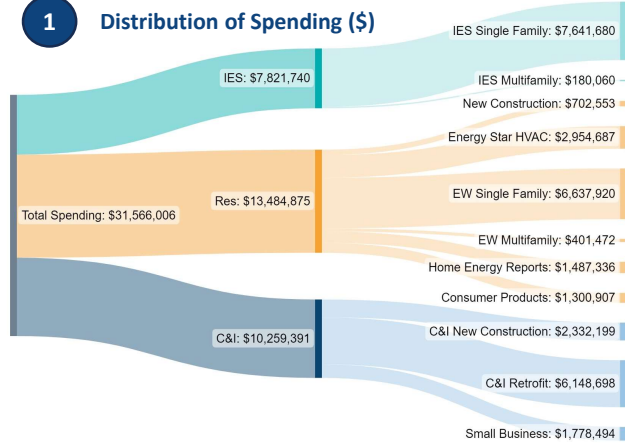 1
Distribution of Spending ($)
IES Single Family: $7,641,680
IES: $7,821,740
IES Multifamily: $180,060
New Construction: $702,553
Energy Star HVAC: $2,954,687
Res: $13,484,875
EW Single Family: $6,637,920
Total Spending: $31,566,006
EW Multifamily: $401,472
Home Energy Reports: $1,487,336
Consumer Products: $1,300,907
C&I New Construction: $2,332,199
C&I: $10,259,391
C&I Retrofit: $6,148,698
Small Business: $1,778,494